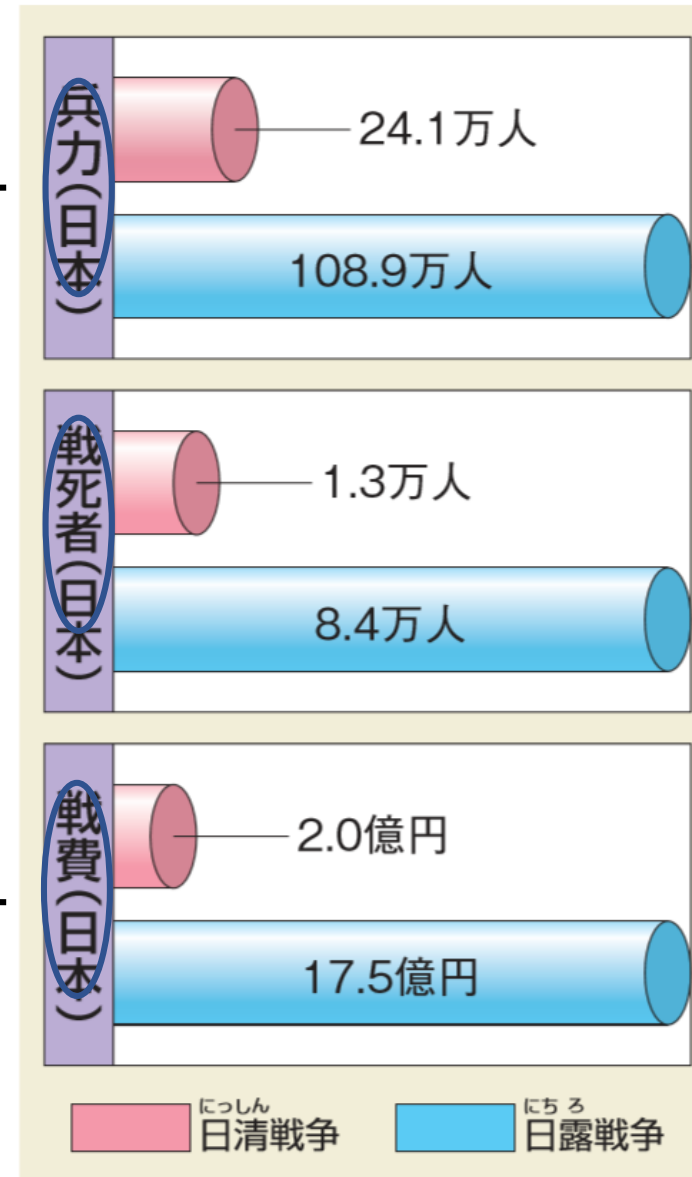 兵力(日本)
24.1万人
108.9万人
戦死者(日本)
1.3万人
8.4万人
戦費(日本)
2.0億円
17.5億円
にっしん
日清戦争
にちろ
日露戦争